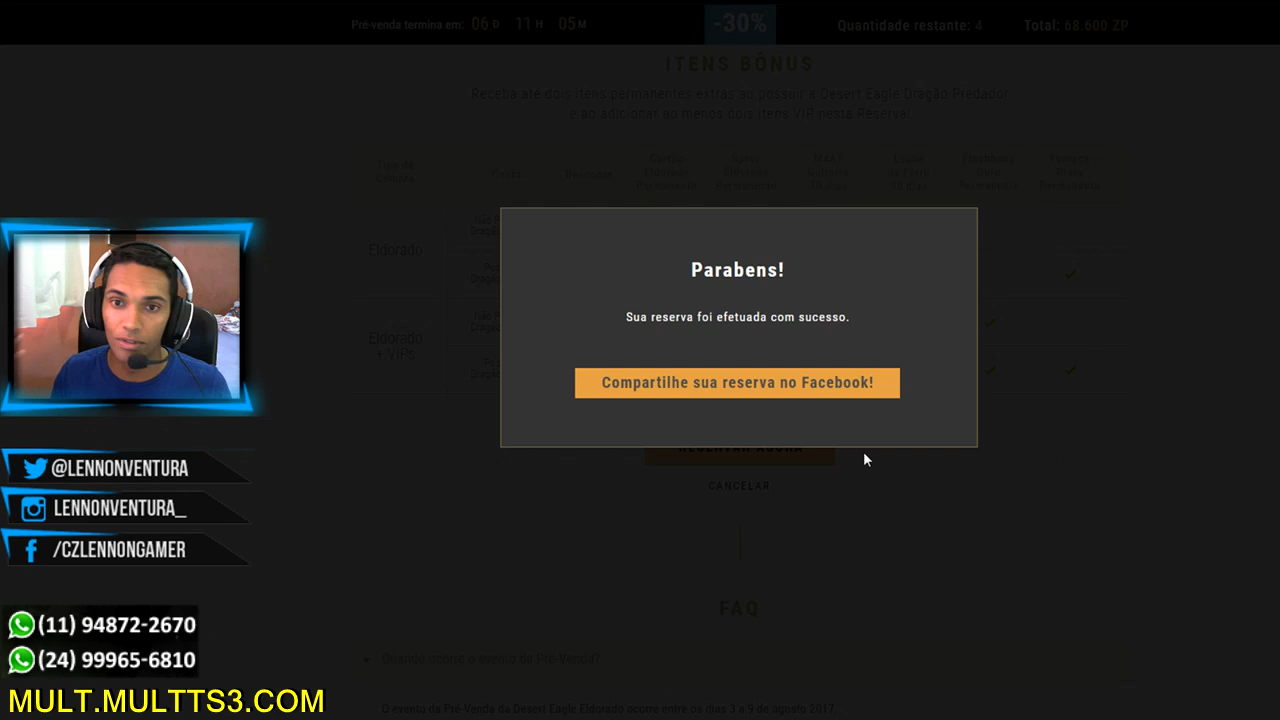 Pré-venda termina em: 06 D 11 H 05 M
-30%
Quantidade restante: 4
Total: 68.600 ZP
ITENS BÔNUS
Receba até dois itens permanentes extras ao possuir a Desert Eagle Dragão Predador
e ao adicionar ao menos dois itens VIP nesta Reserva!
Eldorado
Eldorado
+ VIPs
Parabens!
Sua reserva foi efetuada com sucesso.
Compartilhe sua reserva no Facebook!
RESERVAR AGORA
CANCELAR
@LENNONVENTURA
LENNONVENTURA_
/CZLENNONGAMER
(11) 94872-2670
(24) 99965-6810
MULT.MULTTS3.COM
FAQ
Quando ocorre o evento da Pré-Venda?
O evento da Pré-Venda da Desert Eagle Eldorado ocorre entre os dias 3 a 9 de agosto 2017.